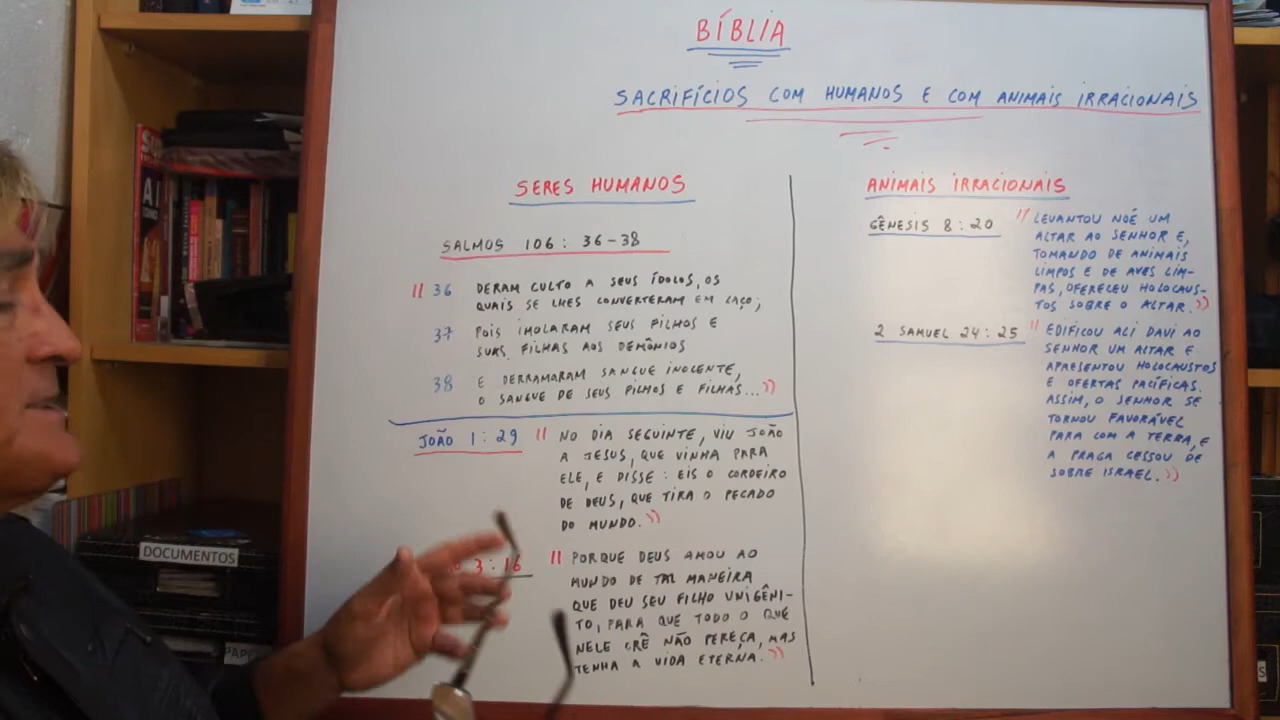 BÍBLIA
SACRIFÍCIOS COM HUMANOS E COM ANIMAIS IRRACIONAIS
SERES HUMANOS
SALMOS 106: 36-38
"36 DERAM CULTO A SEUS ÍDOLOS, OS
QUAIS SE LHES CONVERTERAM EM LAÇO;
37 POIS IMOLARAM SEUS FILHOS E
SUAS FILHAS AOS DEMÔNIOS
38 E DERRAMARAM SANGUE INOCENTE,
O SANGUE DE SEUS FILHOS E FILHAS..."
JOÃO 1:29
"NO DIA SEGUINTE, VIU JOÃO
A JESUS, QUE VINHA PARA
ELE, E DISSE: EIS O CORDEIRO
DE DEUS, QUE TIRA O PECADO
DO MUNDO."
3:16
"PORQUE DEUS AMOU AO
MUNDO DE TAL MANEIRA
QUE DEU SEU FILHO UNIGÊNI-
TO, PARA QUE TODO O QUE
NELE CRÊ NÃO PEREÇA, MAS
TENHA A VIDA ETERNA."
ANIMAIS IRRACIONAIS
GÊNESIS 8:20
"LEVANTOU NOÉ UM
ALTAR AO SENHOR E,
TOMANDO DE ANIMAIS
LIMPOS E DE AVES LIM-
PAS, OFERECEU HOLOCAUS-
TOS SOBRE O ALTAR."
2 SAMUEL 24:25
"EDIFICOU ALI DAVI AO
SENHOR UM ALTAR E
APRESENTOU HOLOCAUSTOS
E OFERTAS PACÍFICAS.
ASSIM, O SENHOR SE
TORNOU FAVORÁVEL
PARA COM A TERRA, E
A PRAGA CESSOU DE
SOBRE ISRAEL."
DOCUMENTOS